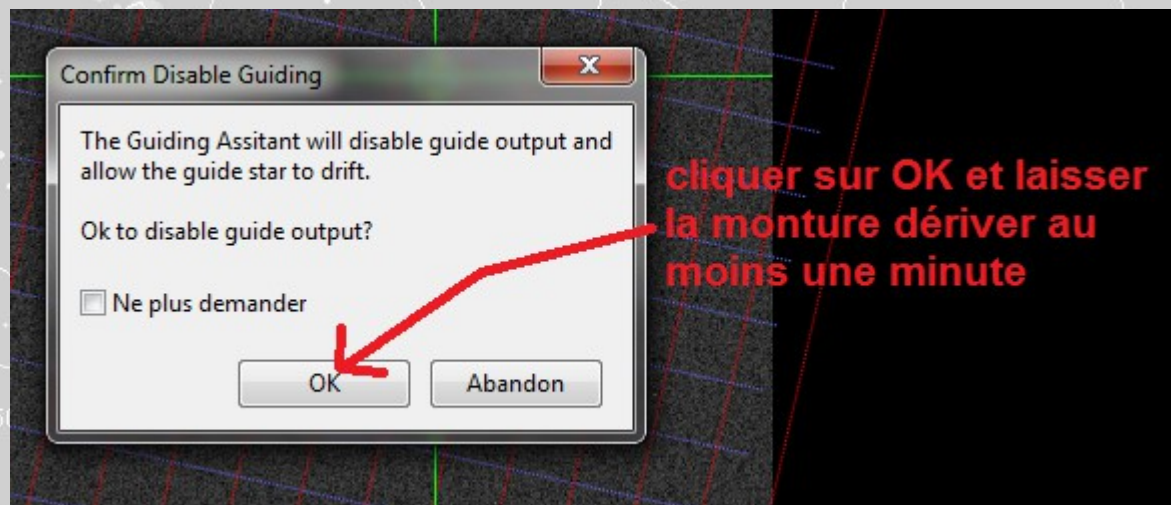 Confirm Disable Guiding
The Guiding Assitant will disable guide output and
allow the guide star to drift.
Ok to disable guide output?
Ne plus demander
OK
Abandon
cliquer sur OK et laisser
la monture dériver au
moins une minute